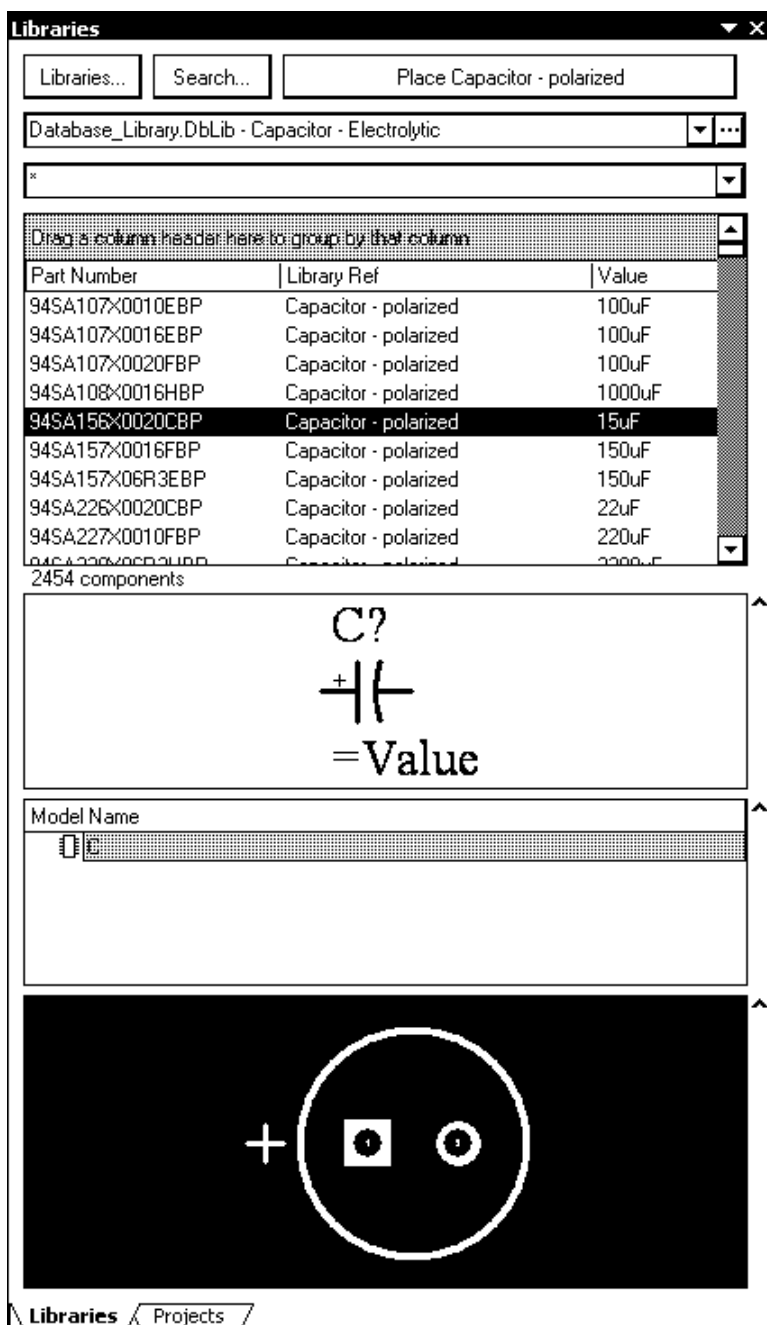 Libraries
Libraries... Search... Place Capacitor - polarized
Database_Library.DbLib - Capacitor - Electrolytic
*
Drag a column header here to group by that column
Part Number Library Ref Value
94SA107X0010EBP Capacitor - polarized 100uF
94SA107X0016EBP Capacitor - polarized 100uF
94SA107X0020FBP Capacitor - polarized 100uF
94SA108X0016HBP Capacitor - polarized 1000uF
94SA156X0020CBP Capacitor - polarized 15uF
94SA157X0016FBP Capacitor - polarized 150uF
94SA157X06R3EBP Capacitor - polarized 150uF
94SA226X0020CBP Capacitor - polarized 22uF
94SA227X0010FBP Capacitor - polarized 220uF
2454 components
C?
+
=Value
Model Name
C
+
1
Libraries Projects